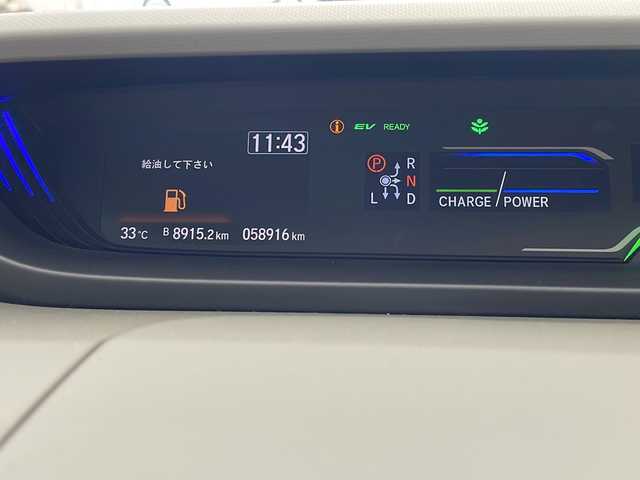 11:43
EV READY
給油して下さい
P R
N
L D
CHARGE / POWER
33°C B 8915.2km 058916km